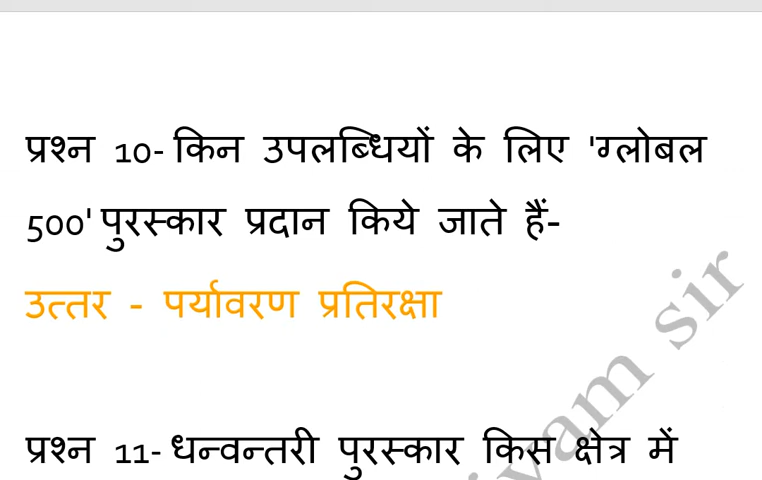 प्रश्न 10- किन उपलब्धियों के लिए 'ग्लोबल
500' पुरस्कार प्रदान किये जाते हैं-
उत्तर - पर्यावरण प्रतिरक्षा
sir
प्रश्न 11- धन्वन्तरी पुरस्कार किस क्षेत्र में